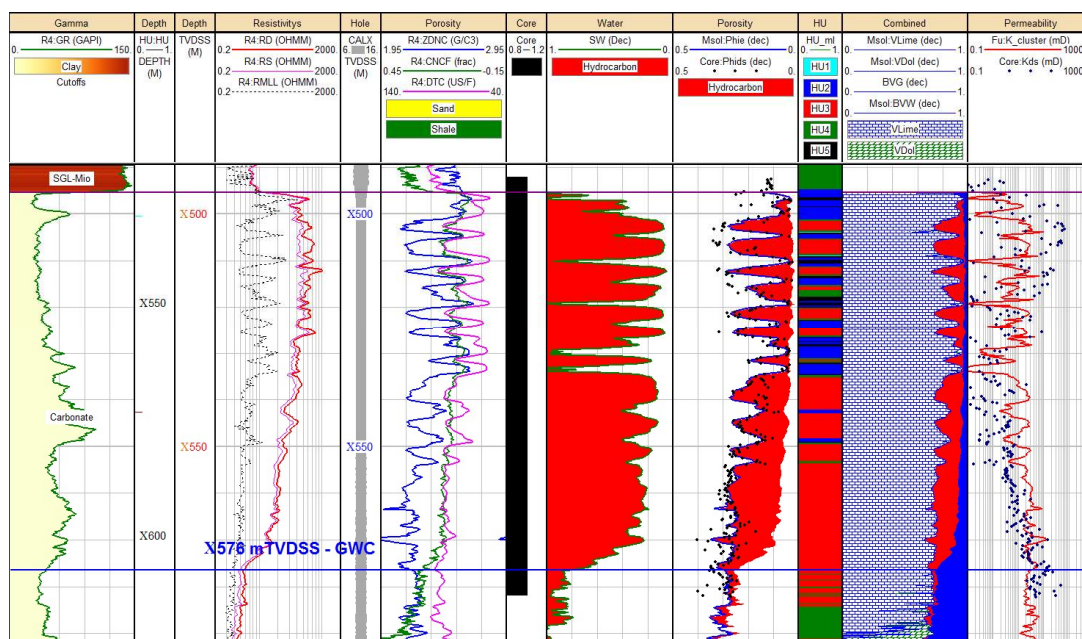 Gamma
Depth
Depth
Resistivitys
Hole
Porosity
Core
Water
Porosity
HU
Combined
Permeability
R4:GR (GAPI)
0. 150.
Clay
Cutoffs
HU:HU
0. 1.
DEPTH
(M)
TVDSS
(M)
R4:RD (OHMM)
0.2 2000.
R4:RS (OHMM)
0.2 2000.
R4:RMLL (OHMM)
0.2 2000.
CALX
6. 16.
TVDSS
(M)
R4:ZDNC (G/C3)
1.95 2.95
R4:CNCF (frac)
0.45 -0.15
R4:DTC (US/F)
140. 40.
Sand
Shale
Core
0.8 1.2
SW (Dec)
1. 0.
Hydrocarbon
Msol:Phie (dec)
0.5 0.
Core:Phids (dec)
0.5 0.
Hydrocarbon
HU_ml
0. 1.
HU1
HU2
HU3
HU4
HU5
Msol:VLime (dec)
0. 1.
Msol:VDol (dec)
0. 1.
BVG (dec)
0. 1.
Msol:BVW (dec)
0. 1.
VLime
VDol
Fu:K_cluster (mD)
0.1 1000
Core:Kds (mD)
0.1 1000
SGL-Mio
X500
X500
X550
Carbonate
X550
X550
X600
X576 mTVDSS - GWC